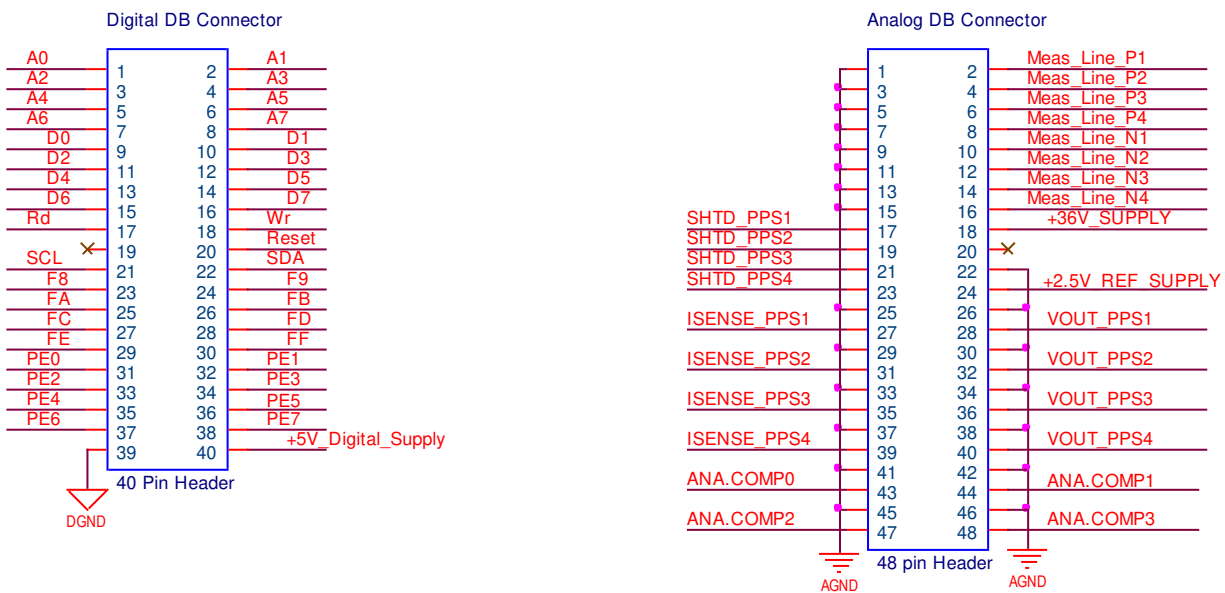 Digital DB Connector
A0 1 2 A1
A2 3 4 A3
A4 5 6 A5
A6 7 8 A7
D0 9 10 D1
D2 11 12 D3
D4 13 14 D5
D6 15 16 D7
Rd 17 18 Wr
19 20 Reset
SCL 21 22 SDA
F8 23 24 F9
FA 25 26 FB
FC 27 28 FD
FE 29 30 FF
PE0 31 32 PE1
PE2 33 34 PE3
PE4 35 36 PE5
PE6 37 38 PE7
39 40 +5V_Digital_Supply
40 Pin Header
DGND
Analog DB Connector
1 2 Meas_Line_P1
3 4 Meas_Line_P2
5 6 Meas_Line_P3
7 8 Meas_Line_P4
9 10 Meas_Line_N1
11 12 Meas_Line_N2
13 14 Meas_Line_N3
15 16 Meas_Line_N4
SHTD_PPS1 17 18 +36V_SUPPLY
SHTD_PPS2 19 20
SHTD_PPS3 21 22
SHTD_PPS4 23 24 +2.5V_REF_SUPPLY
25 26
ISENSE_PPS1 27 28 VOUT_PPS1
29 30
ISENSE_PPS2 31 32 VOUT_PPS2
33 34
ISENSE_PPS3 35 36 VOUT_PPS3
37 38
ISENSE_PPS4 39 40 VOUT_PPS4
41 42
ANA.COMP0 43 44 ANA.COMP1
45 46
ANA.COMP2 47 48 ANA.COMP3
48 pin Header
AGND
AGND